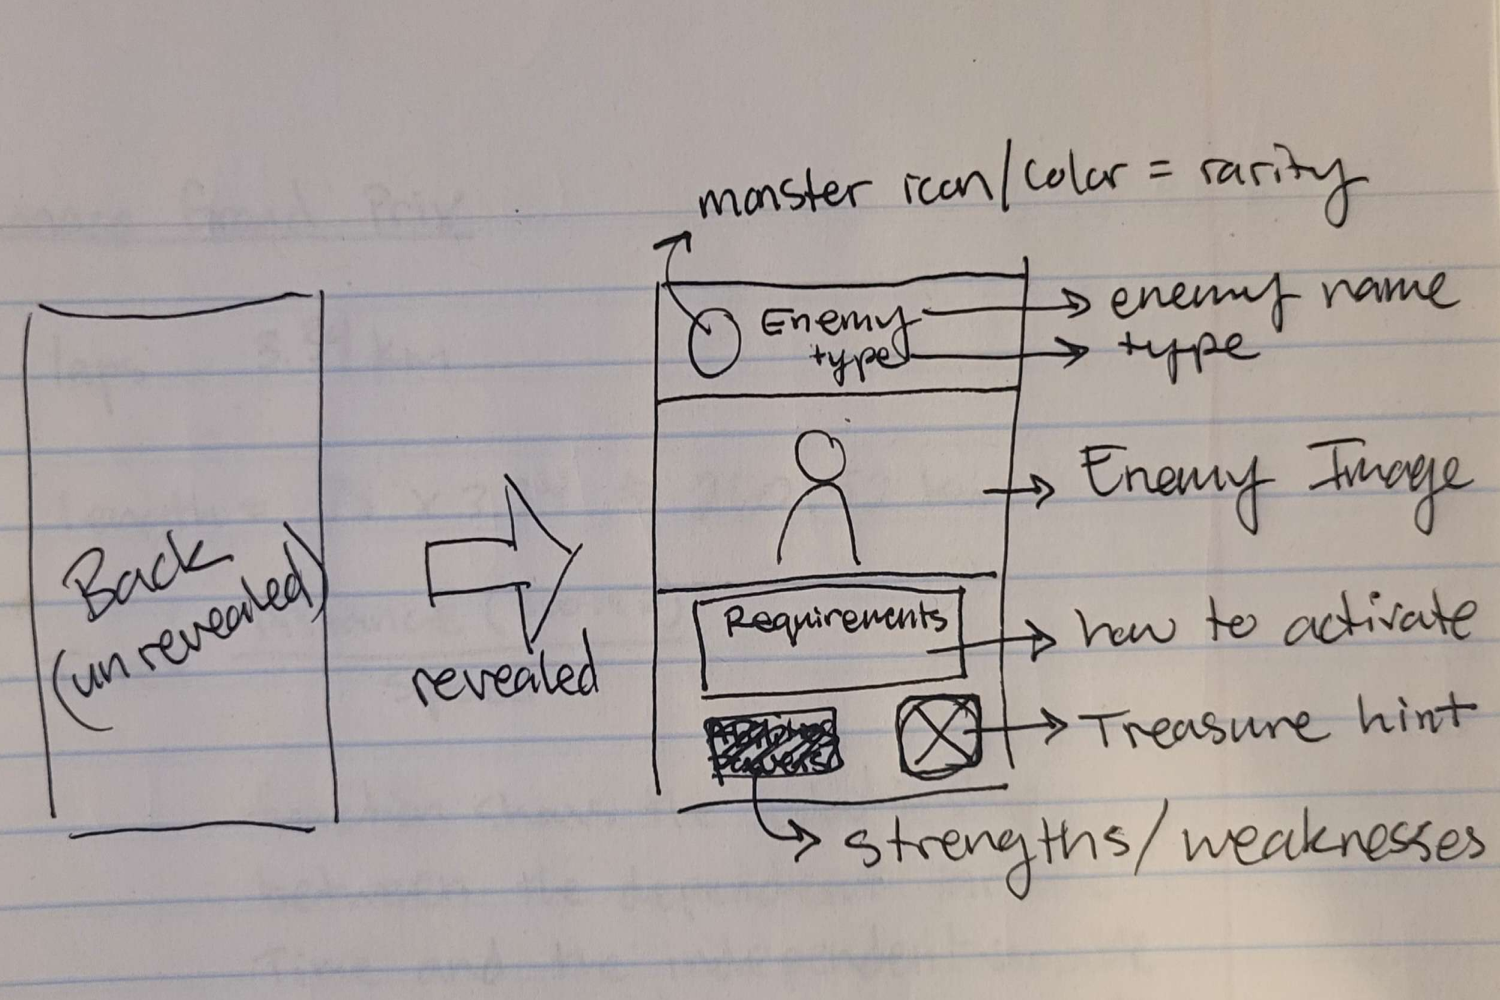 monster icon/color = rarity
Enemy
type
enemy name
type
Enemy Image
Back
(unrevealed)
revealed
Requirements
how to activate
Treasure hint
strengths/weaknesses